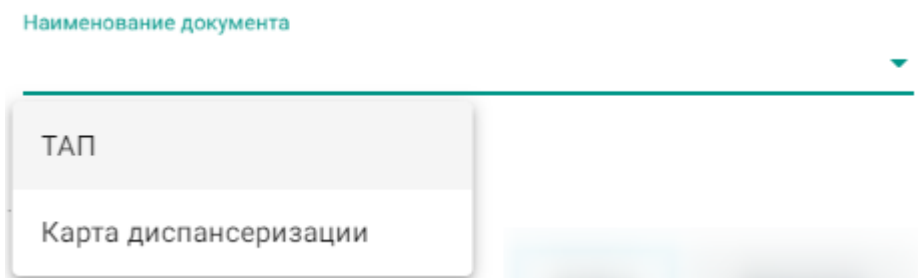 Наименование документа
ТАП
Карта диспансеризации